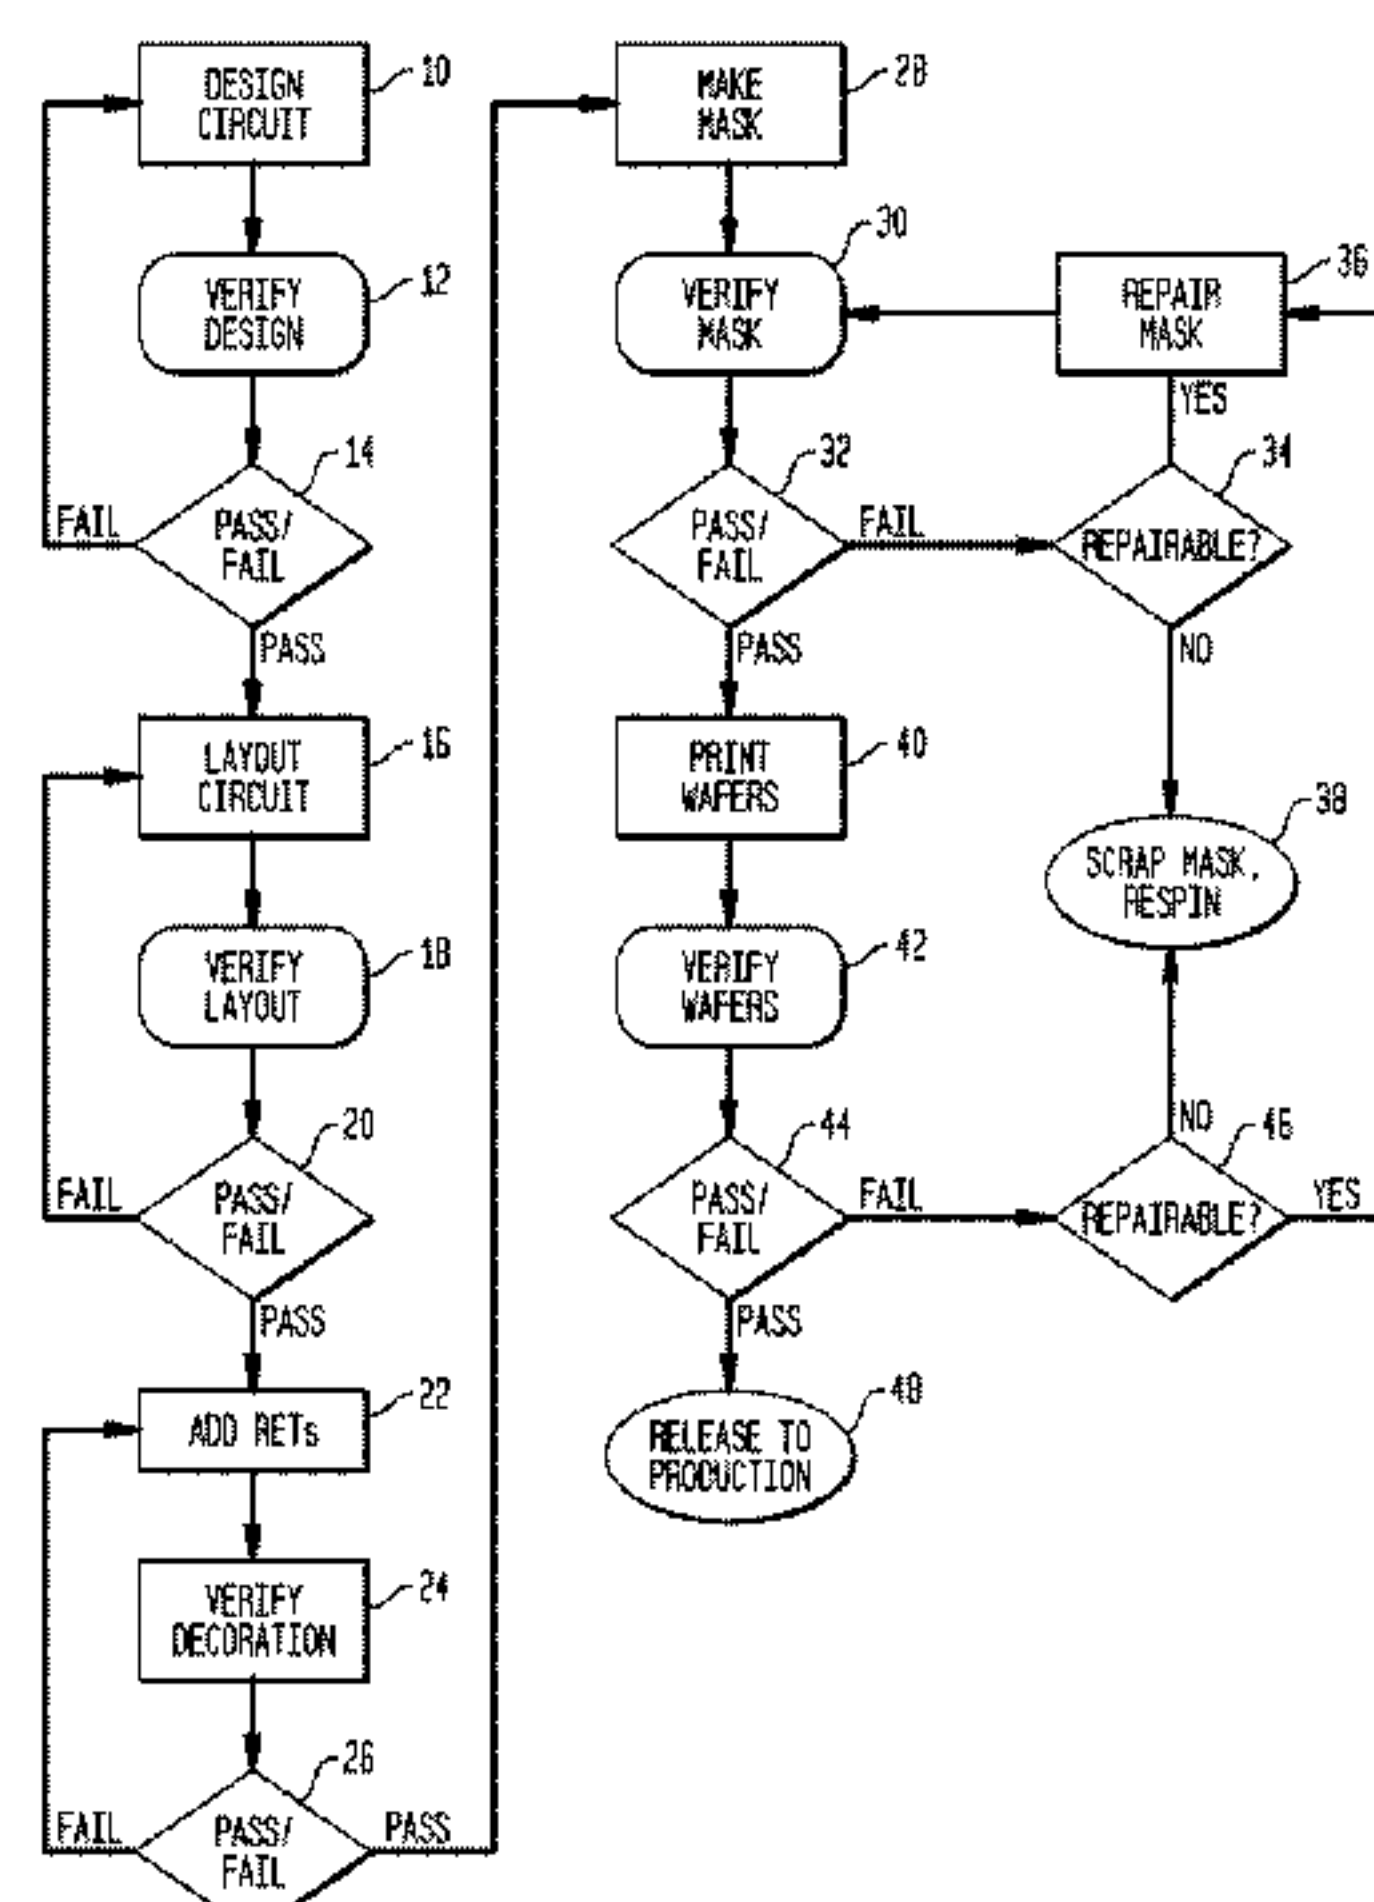 DESIGN
CIRCUIT
10
VERIFY
DESIGN
12
PASS/
FAIL
14
FAIL
PASS
LAYOUT
CIRCUIT
16
VERIFY
LAYOUT
18
PASS/
FAIL
20
FAIL
PASS
ADD RETs
22
VERIFY
DECORATION
24
PASS/
FAIL
26
FAIL
PASS
MAKE
MASK
28
VERIFY
MASK
30
PASS/
FAIL
32
FAIL
PASS
REPAIR
MASK
36
YES
REPAIRABLE?
34
NO
PRINT
WAFERS
40
SCRAP MASK,
RESPIN
38
VERIFY
WAFERS
42
PASS/
FAIL
44
FAIL
PASS
NO
REPAIRABLE?
46
YES
RELEASE TO
PRODUCTION
48